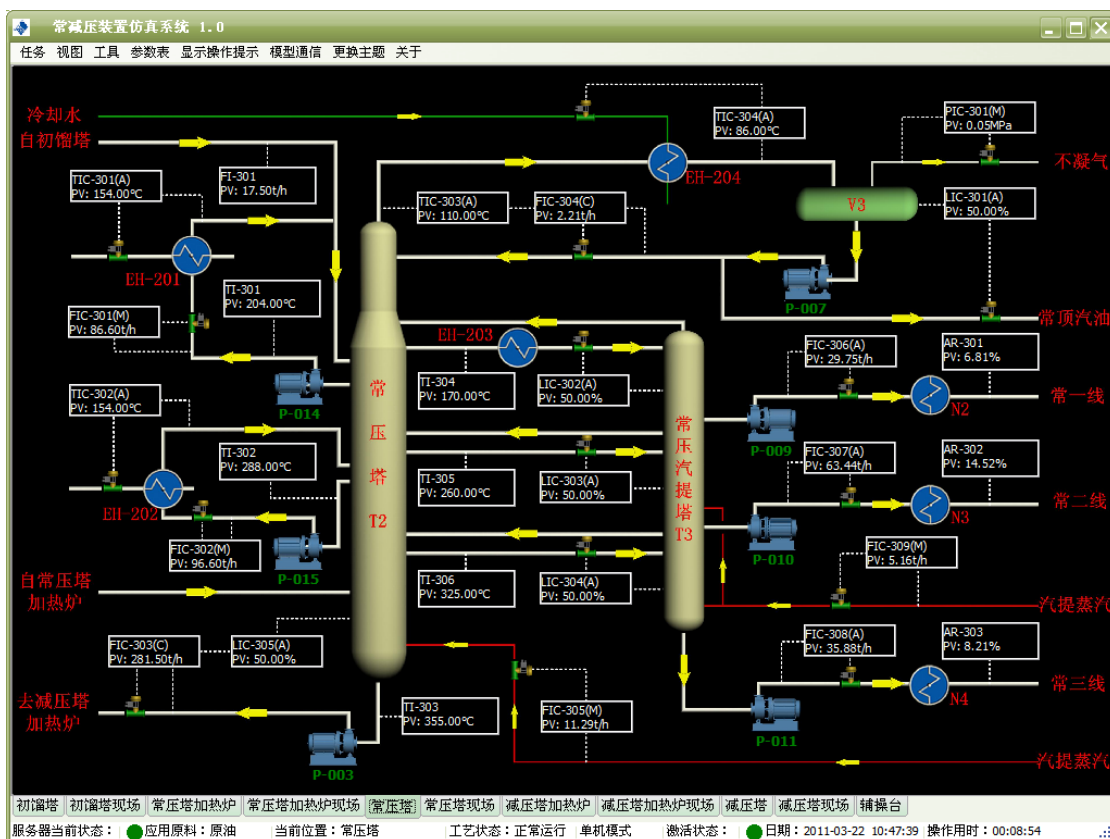 常减压装置仿真系统 1.0
任务 视图 工具 参数表 显示操作提示 模型通信 更换主题 关于
冷却水
自初馏塔
TIC-304(A)
PV: 86.00℃
PIC-301(M)
PV: 0.05MPa
不凝气
EH-204
TIC-301(A)
PV: 154.00℃
FI-301
PV: 17.50t/h
TIC-303(A)
PV: 110.00℃
FIC-304(C)
PV: 2.21t/h
V3
LIC-301(A)
PV: 50.00%
EH-201
TI-301
PV: 204.00℃
P-007
FIC-301(M)
PV: 86.60t/h
常顶汽油
EH-203
FIC-306(A)
PV: 29.75t/h
AR-301
PV: 6.81%
TI-304
PV: 170.00℃
LIC-302(A)
PV: 50.00%
常一线
N2
P-014
P-009
TIC-302(A)
PV: 154.00℃
TI-302
PV: 288.00℃
常压塔T2
常压汽提塔T3
FIC-307(A)
PV: 63.44t/h
AR-302
PV: 14.52%
TI-305
PV: 260.00℃
LIC-303(A)
PV: 50.00%
常二线
N3
EH-202
FIC-302(M)
PV: 96.60t/h
P-015
P-010
FIC-309(M)
PV: 5.16t/h
自常压塔
加热炉
TI-306
PV: 325.00℃
LIC-304(A)
PV: 50.00%
汽提蒸汽
FIC-303(C)
PV: 281.50t/h
LIC-305(A)
PV: 50.00%
FIC-308(A)
PV: 35.88t/h
AR-303
PV: 8.21%
常三线
N4
去减压塔
加热炉
TI-303
PV: 355.00℃
FIC-305(M)
PV: 11.29t/h
P-011
P-003
汽提蒸汽
初馏塔 初馏塔现场 常压塔加热炉 常压塔加热炉现场 常压塔 常压塔现场 减压塔加热炉 减压塔加热炉现场 减压塔 减压塔现场 辅操台
服务器当前状态： 应用原料：原油 当前位置：常压塔 工艺状态：正常运行 单机模式 激活状态： 日期：2011-03-22 10:47:39 操作用时：00:08:54